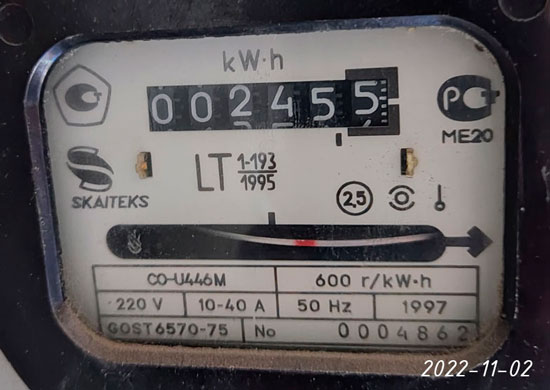 kW·h
002455
РС
ME20
SKAITEKS
LT 1-193
1995
2,5
CO-U446M 600 r/kW·h
220 V 10-40 A 50 Hz 1997
GOST6570-75 No 0004862
2022-11-02